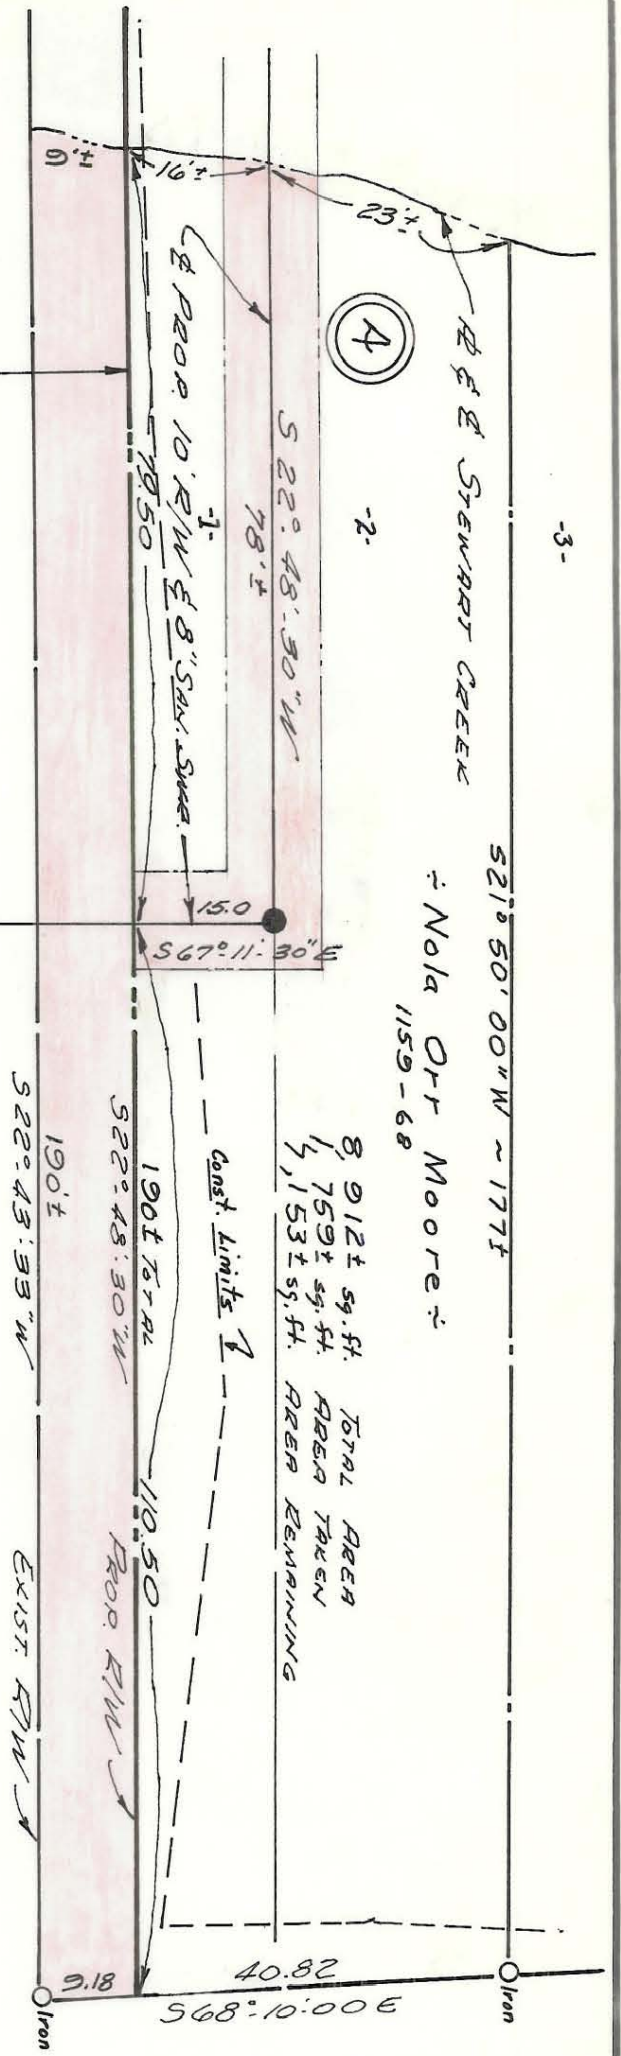 -3-
S21° 50' 00"W ~ 177±
Iron
℄ STEWART CREEK
÷ Nola Orr Moore ÷
1159-68
23'±
A
-2-
8,912± sq.ft. TOTAL AREA
1,759± sq.ft. AREA TAKEN
7,153± sq.ft. AREA REMAINING
S 22°-48'-30"W
78'±
16'±
℄ PROP. 10' R/W & 8" SAN. SWR.
-1-
15.0
S67°-11'-30"E
Const. Limits
79.50
190± TOTAL
110.50
S22°-48'-30"W
PROP. R/W
9'±
190'±
S22°-43'-33"W
EXIST. R/W
40.82
S68°-10'-00E
9.18
Iron